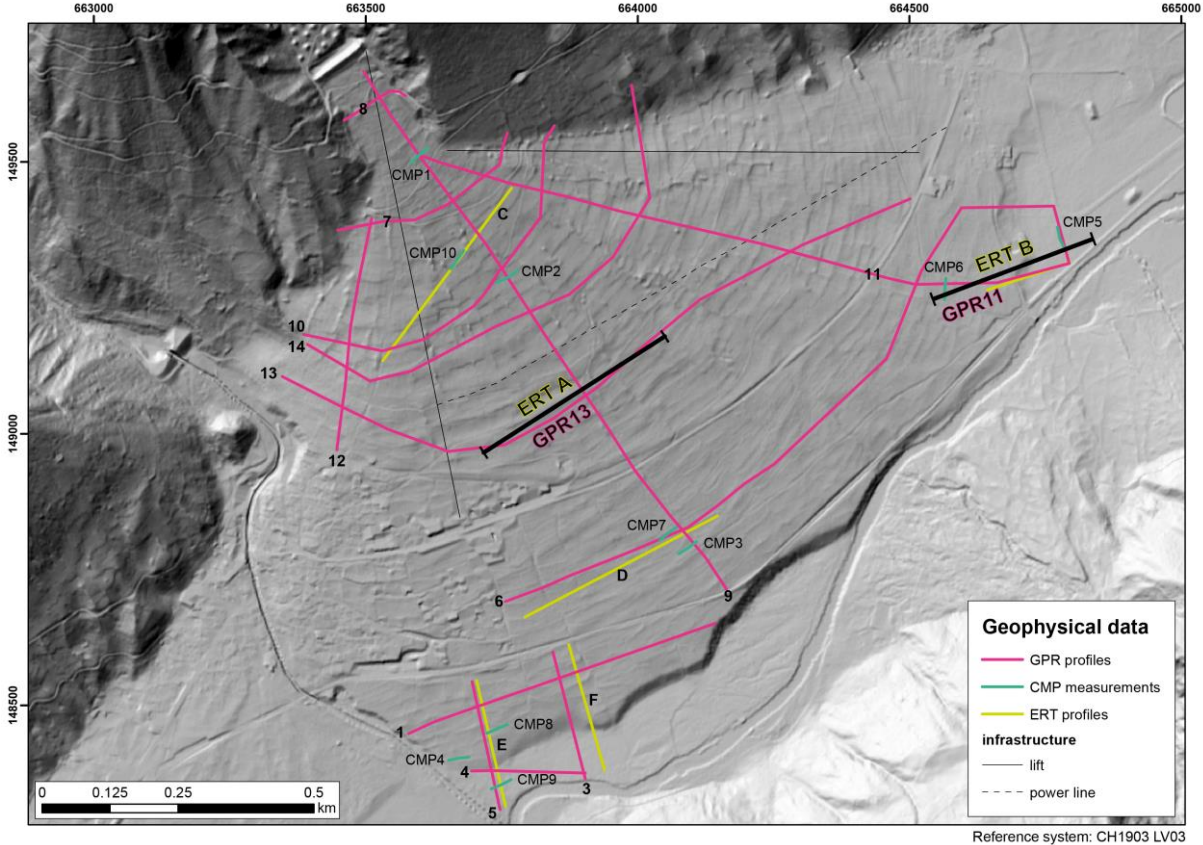 663000
663500
664000
664500
665000
149500
149000
148500
8
CMP1
7
C
CMP10
CMP2
CMP5
11
CMP6
ERT B
GPR11
10
14
13
12
ERT A
GPR13
CMP7
CMP3
D
6
9
F
1
CMP8
E
CMP4
4
CMP9
3
5
0
0.125
0.25
0.5
km
Geophysical data
GPR profiles
CMP measurements
ERT profiles
infrastructure
lift
power line
Reference system: CH1903 LV03